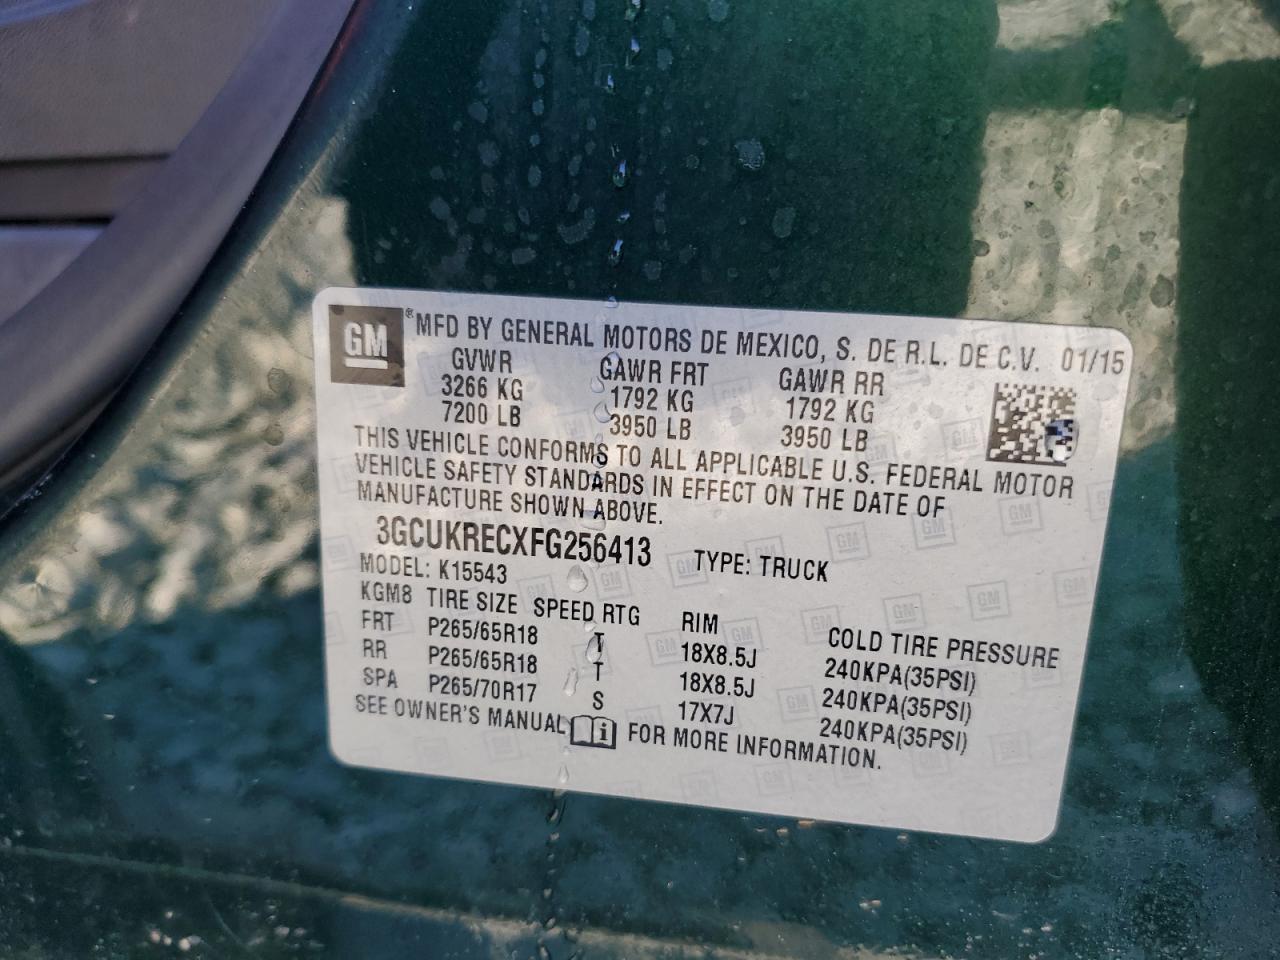 GM ® MFD BY GENERAL MOTORS DE MEXICO, S. DE R.L. DE C.V. 01/15
GVWR GAWR FRT GAWR RR
3266 KG 1792 KG 1792 KG
7200 LB 3950 LB 3950 LB
THIS VEHICLE CONFORMS TO ALL APPLICABLE U.S. FEDERAL MOTOR
VEHICLE SAFETY STANDARDS IN EFFECT ON THE DATE OF
MANUFACTURE SHOWN ABOVE.
3GCUKRECXFG256413 TYPE: TRUCK
MODEL: K15543
KGM8 TIRE SIZE SPEED RTG RIM COLD TIRE PRESSURE
FRT P265/65R18 T 18X8.5J 240KPA(35PSI)
RR P265/65R18 T 18X8.5J 240KPA(35PSI)
SPA P265/70R17 S 17X7J 240KPA(35PSI)
SEE OWNER'S MANUAL i FOR MORE INFORMATION.